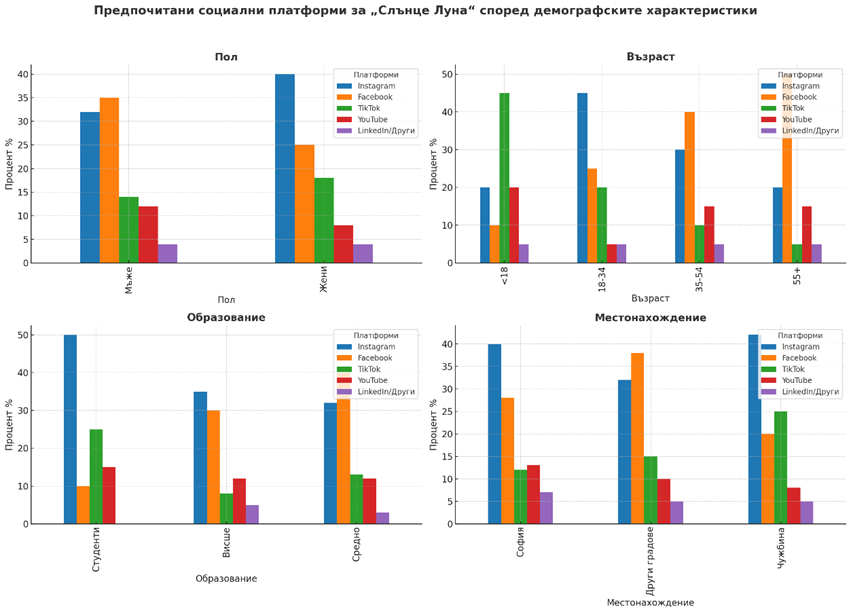 Предпочитани социални платформи за „Слънце Луна“ според демографските характеристики
Пол
Процент %
40
35
30
25
20
15
10
5
0
Платформи
Instagram
Facebook
TikTok
YouTube
LinkedIn/Други
Мъже
Жени
Пол
Възраст
Процент %
50
40
30
20
10
0
Платформи
Instagram
Facebook
TikTok
YouTube
LinkedIn/Други
<18
18-34
35-54
55+
Възраст
Образование
Процент %
50
40
30
20
10
0
Платформи
Instagram
Facebook
TikTok
YouTube
LinkedIn/Други
Студенти
Висше
Средно
Образование
Местонахождение
Процент %
40
35
30
25
20
15
10
5
0
Платформи
Instagram
Facebook
TikTok
YouTube
LinkedIn/Други
София
Други градове
Чужбина
Местонахождение